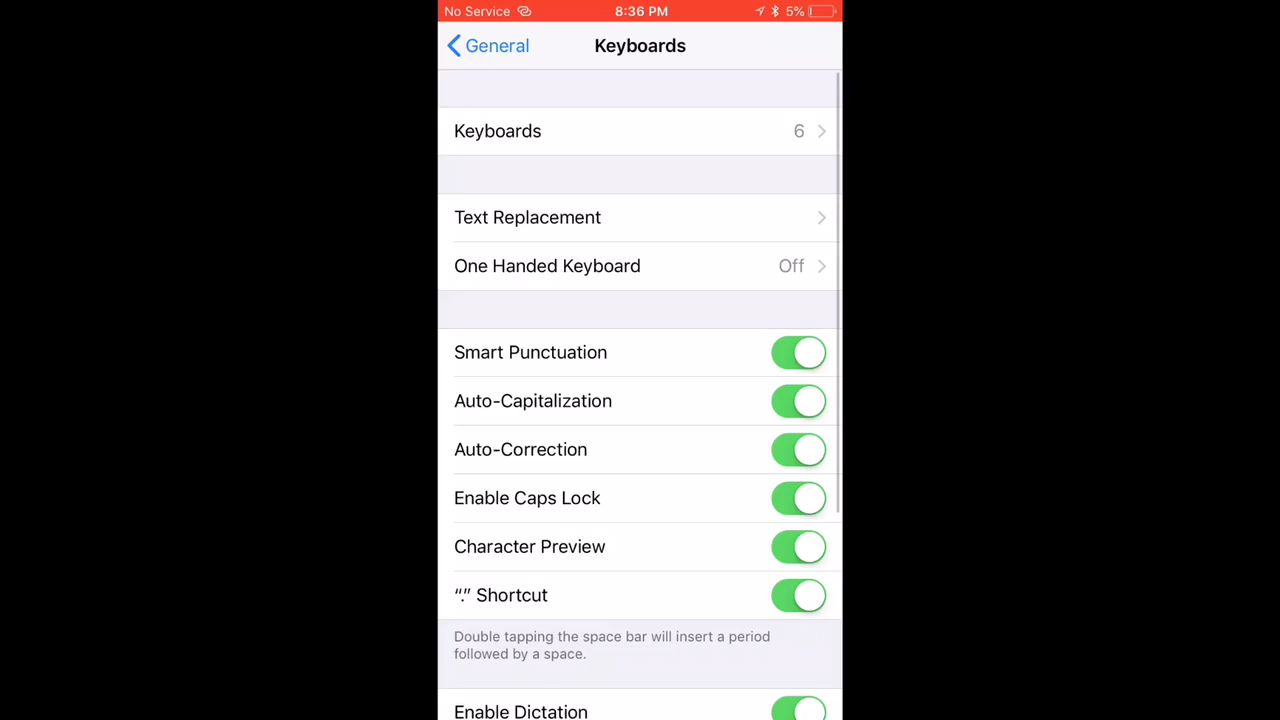 No Service 8:36 PM 5%
General Keyboards
Keyboards 6
Text Replacement
One Handed Keyboard Off
Smart Punctuation
Auto-Capitalization
Auto-Correction
Enable Caps Lock
Character Preview
“.” Shortcut
Double tapping the space bar will insert a period
followed by a space.
Enable Dictation